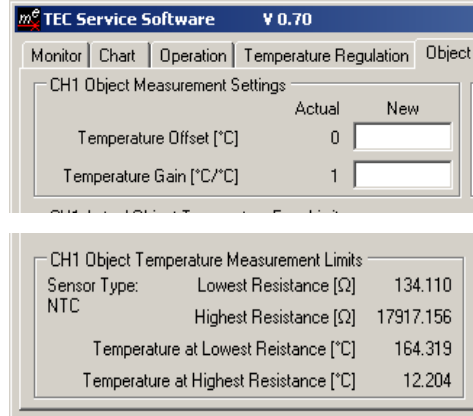 TEC Service Software V 0.70
Monitor Chart Operation Temperature Regulation Object
CH1 Object Measurement Settings
Actual New
Temperature Offset [°C] 0
Temperature Gain [°C/°C] 1
CH1 Object Temperature Measurement Limits
Sensor Type: Lowest Resistance [Ω] 134.110
NTC
Highest Resistance [Ω] 17917.156
Temperature at Lowest Reistance [°C] 164.319
Temperature at Highest Resistance [°C] 12.204